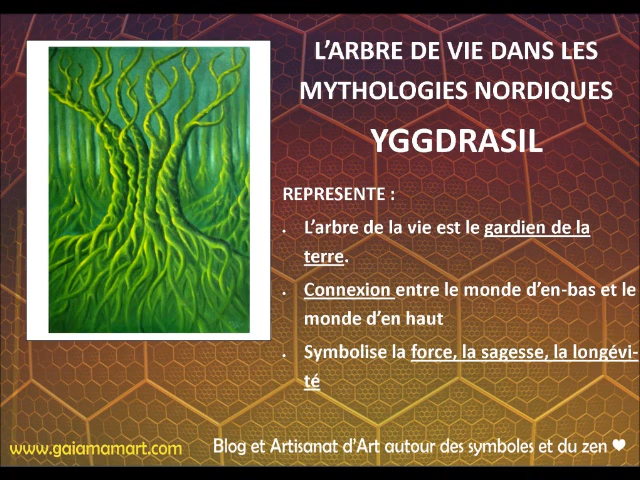 L’ARBRE DE VIE DANS LES
MYTHOLOGIES NORDIQUES
YGGDRASIL
REPRESENTE :
• L’arbre de la vie est le gardien de la
terre.
• Connexion entre le monde d’en-bas et le
monde d’en haut
• Symbolise la force, la sagesse, la longévi-
té
www.gaiamamart.com
Blog et Artisanat d’Art autour des symboles et du zen ♥